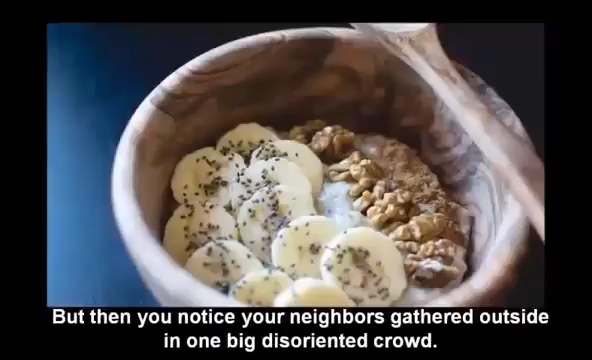 But then you notice your neighbors gathered outside
in one big disoriented crowd.